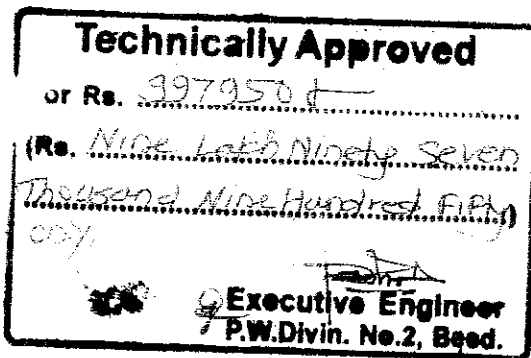 Technically Approved
or Rs. 997950/-
(Rs. Nine Lakh Ninety Seven
Thousand Nine Hundred Fifty)
only.
Executive Engineer
P.W.Divin. No.2, Beed.